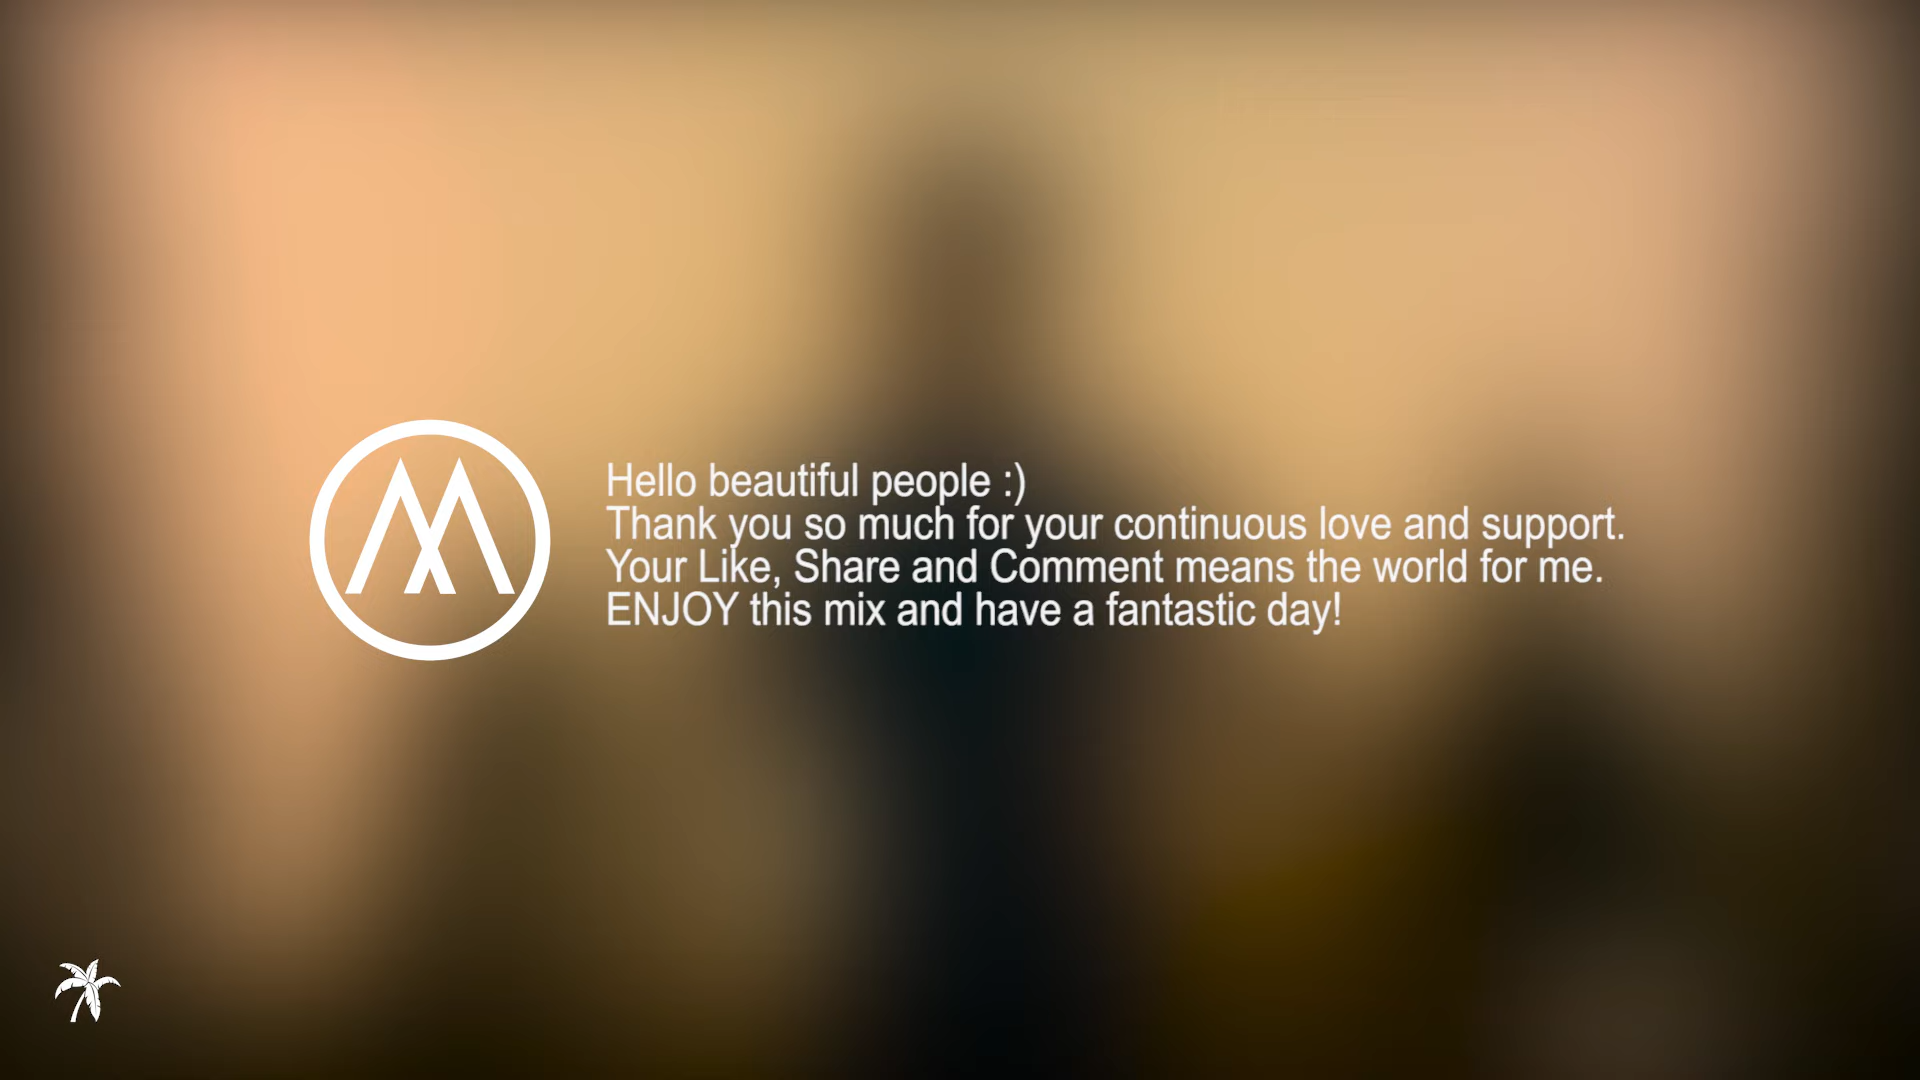 Hello beautiful people :)
Thank you so much for your continuous love and support.
Your Like, Share and Comment means the world for me.
ENJOY this mix and have a fantastic day!